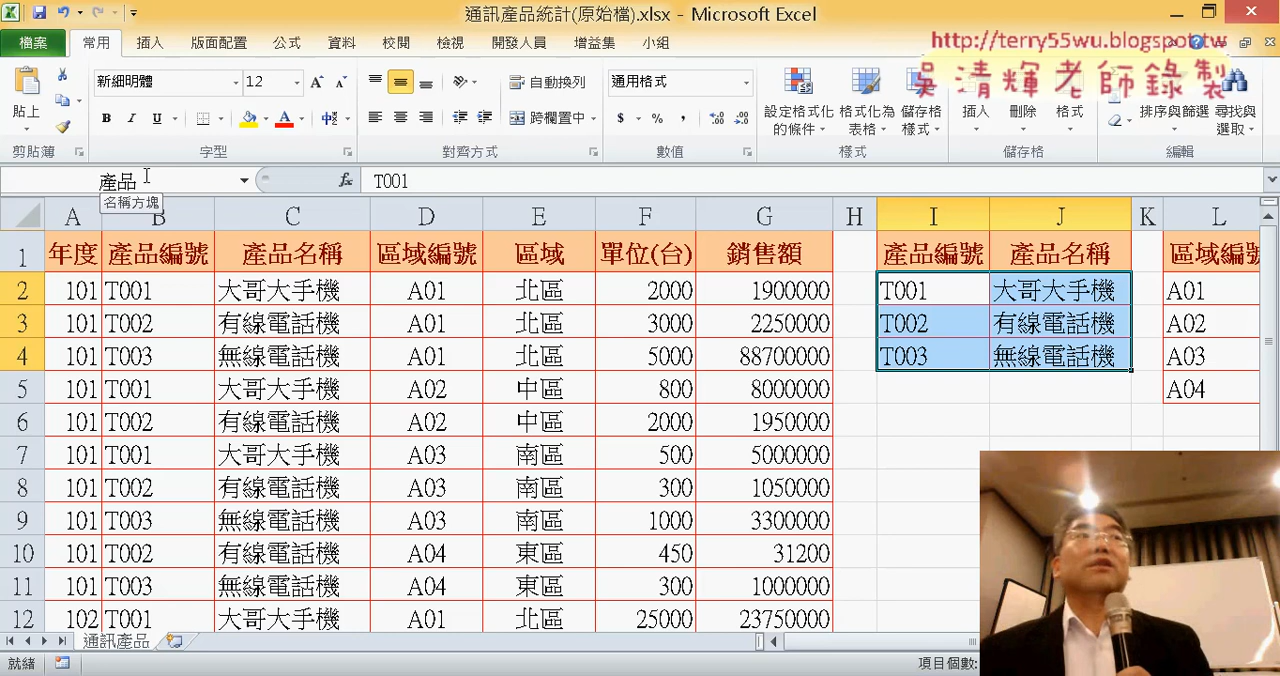 通訊產品統計(原始檔).xlsx - Microsoft Excel
檔案 常用 插入 版面配置 公式 資料 校閱 檢視 開發人員 增益集 小組
http://terry55wu.blogspot.tw
吳清輝老師錄製
新細明體 12 自動換列 通用格式
貼上 B I U A 中 跨欄置中 $ % , 設定格式化的條件 格式化為表格 儲存格樣式 插入 刪除 格式 排序與篩選 尋找與選取
剪貼簿 字型 對齊方式 數值 樣式 儲存格 編輯
產品 fx T001
名稱方塊
A B C D E F G H I J K L
1 年度 產品編號 產品名稱 區域編號 區域 單位(台) 銷售額 產品編號 產品名稱 區域編號
2 101 T001 大哥大手機 A01 北區 2000 1900000 T001 大哥大手機 A01
3 101 T002 有線電話機 A01 北區 3000 2250000 T002 有線電話機 A02
4 101 T003 無線電話機 A01 北區 5000 88700000 T003 無線電話機 A03
5 101 T001 大哥大手機 A02 中區 800 8000000 A04
6 101 T002 有線電話機 A02 中區 2000 1950000
7 101 T001 大哥大手機 A03 南區 500 5000000
8 101 T002 有線電話機 A03 南區 300 1050000
9 101 T003 無線電話機 A03 南區 1000 3300000
10 101 T002 有線電話機 A04 東區 450 31200
11 101 T003 無線電話機 A04 東區 300 1000000
12 102 T001 大哥大手機 A01 北區 25000 23750000
通訊產品
就緒 項目個數: